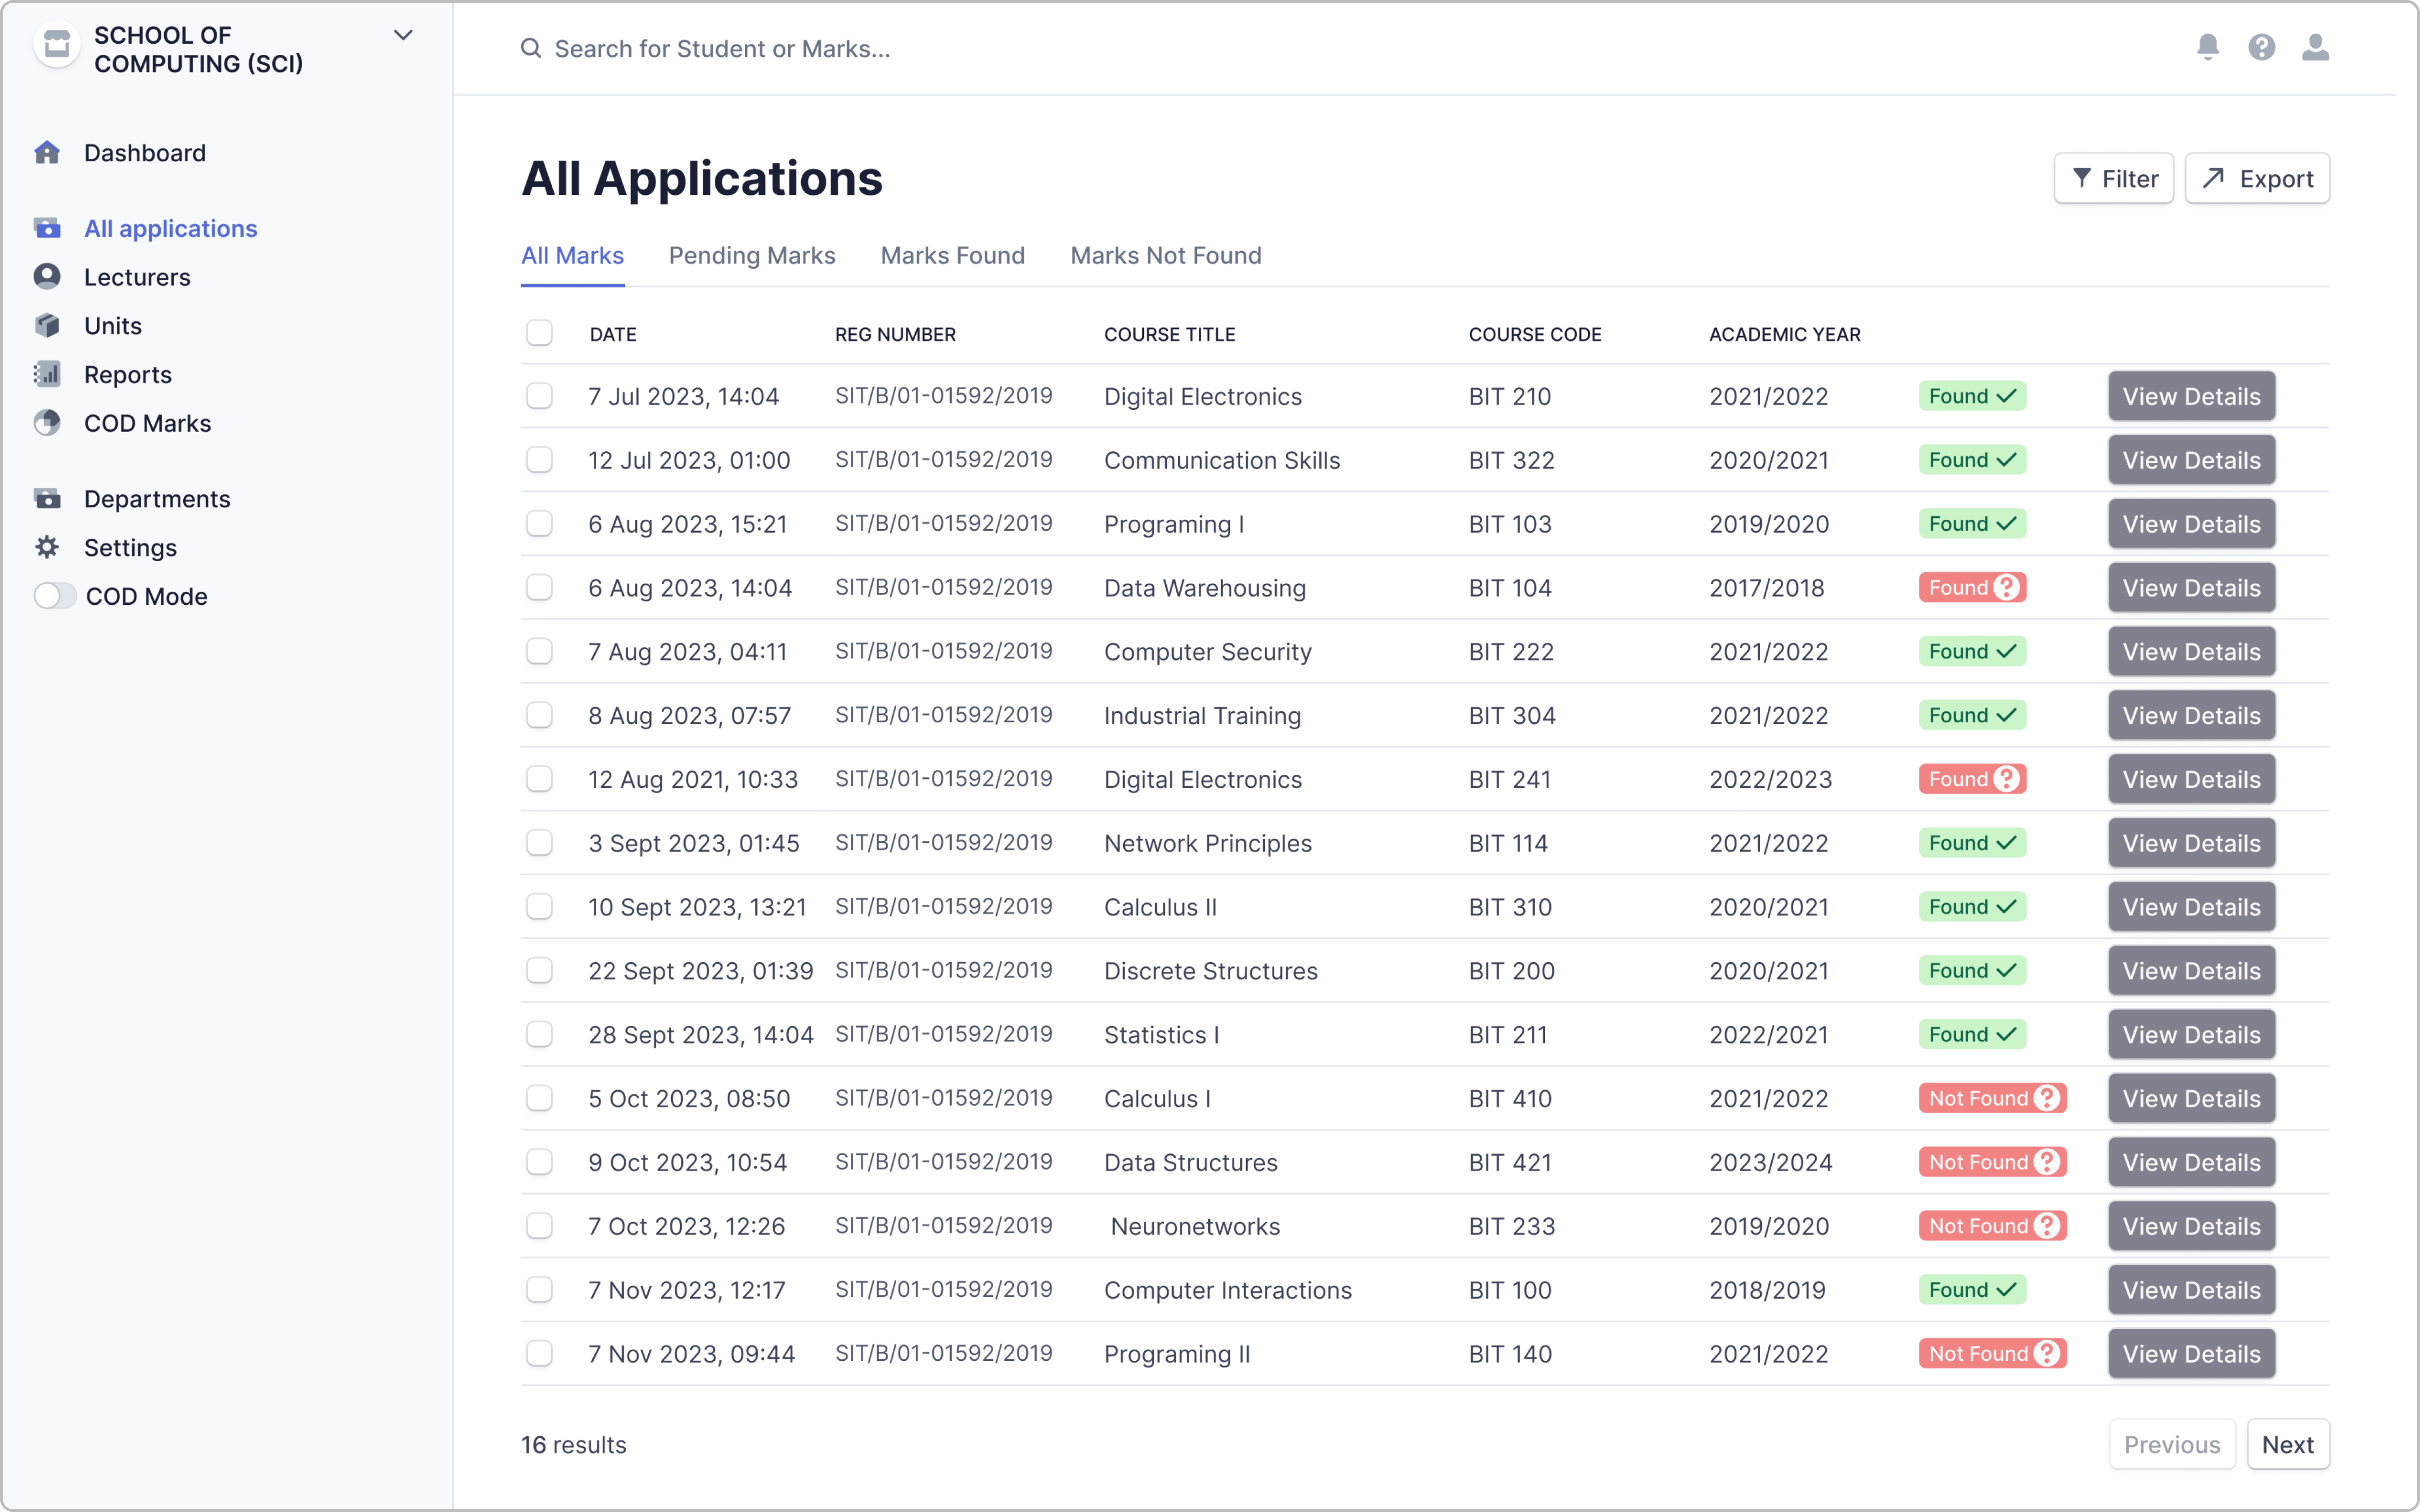 SCHOOL OF
COMPUTING (SCI)
Search for Student or Marks...
Dashboard
All applications
Lecturers
Units
Reports
COD Marks
Departments
Settings
COD Mode
All Applications
Filter
Export
All Marks Pending Marks Marks Found Marks Not Found
DATE REG NUMBER COURSE TITLE COURSE CODE ACADEMIC YEAR
7 Jul 2023, 14:04 SIT/B/01-01592/2019 Digital Electronics BIT 210 2021/2022 Found View Details
12 Jul 2023, 01:00 SIT/B/01-01592/2019 Communication Skills BIT 322 2020/2021 Found View Details
6 Aug 2023, 15:21 SIT/B/01-01592/2019 Programing I BIT 103 2019/2020 Found View Details
6 Aug 2023, 14:04 SIT/B/01-01592/2019 Data Warehousing BIT 104 2017/2018 Found ? View Details
7 Aug 2023, 04:11 SIT/B/01-01592/2019 Computer Security BIT 222 2021/2022 Found View Details
8 Aug 2023, 07:57 SIT/B/01-01592/2019 Industrial Training BIT 304 2021/2022 Found View Details
12 Aug 2021, 10:33 SIT/B/01-01592/2019 Digital Electronics BIT 241 2022/2023 Found ? View Details
3 Sept 2023, 01:45 SIT/B/01-01592/2019 Network Principles BIT 114 2021/2022 Found View Details
10 Sept 2023, 13:21 SIT/B/01-01592/2019 Calculus II BIT 310 2020/2021 Found View Details
22 Sept 2023, 01:39 SIT/B/01-01592/2019 Discrete Structures BIT 200 2020/2021 Found View Details
28 Sept 2023, 14:04 SIT/B/01-01592/2019 Statistics I BIT 211 2022/2021 Found View Details
5 Oct 2023, 08:50 SIT/B/01-01592/2019 Calculus I BIT 410 2021/2022 Not Found ? View Details
9 Oct 2023, 10:54 SIT/B/01-01592/2019 Data Structures BIT 421 2023/2024 Not Found ? View Details
7 Oct 2023, 12:26 SIT/B/01-01592/2019 Neuronetworks BIT 233 2019/2020 Not Found ? View Details
7 Nov 2023, 12:17 SIT/B/01-01592/2019 Computer Interactions BIT 100 2018/2019 Found View Details
7 Nov 2023, 09:44 SIT/B/01-01592/2019 Programing II BIT 140 2021/2022 Not Found ? View Details
16 results
Previous
Next